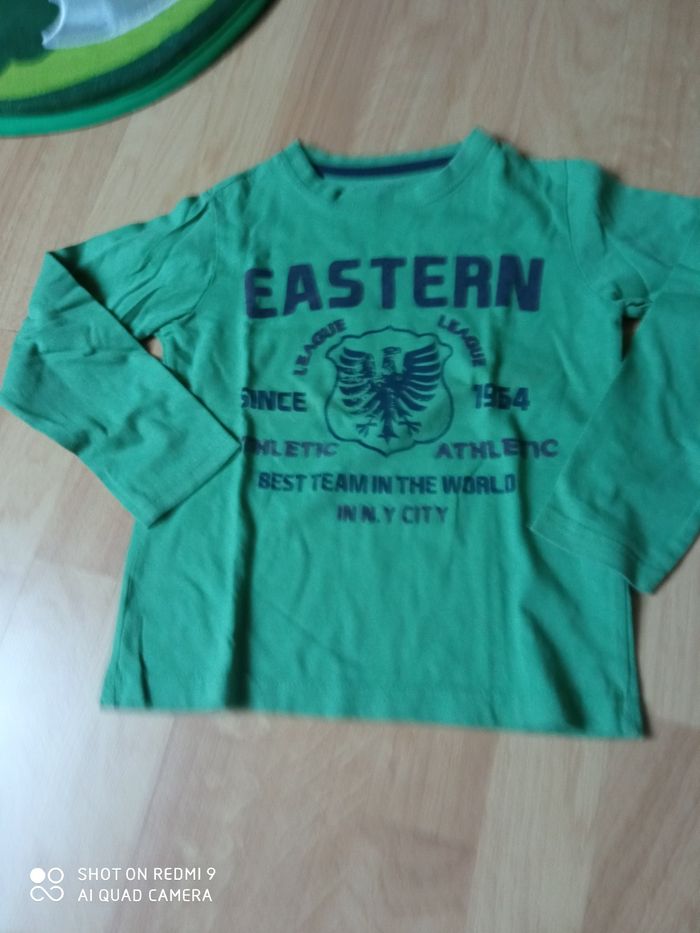 EASTERN
LEAGUE LEAGUE
SINCE 1954
ATHLETIC ATHLETIC
BEST TEAM IN THE WORLD
IN N.Y CITY
SHOT ON REDMI 9
AI QUAD CAMERA